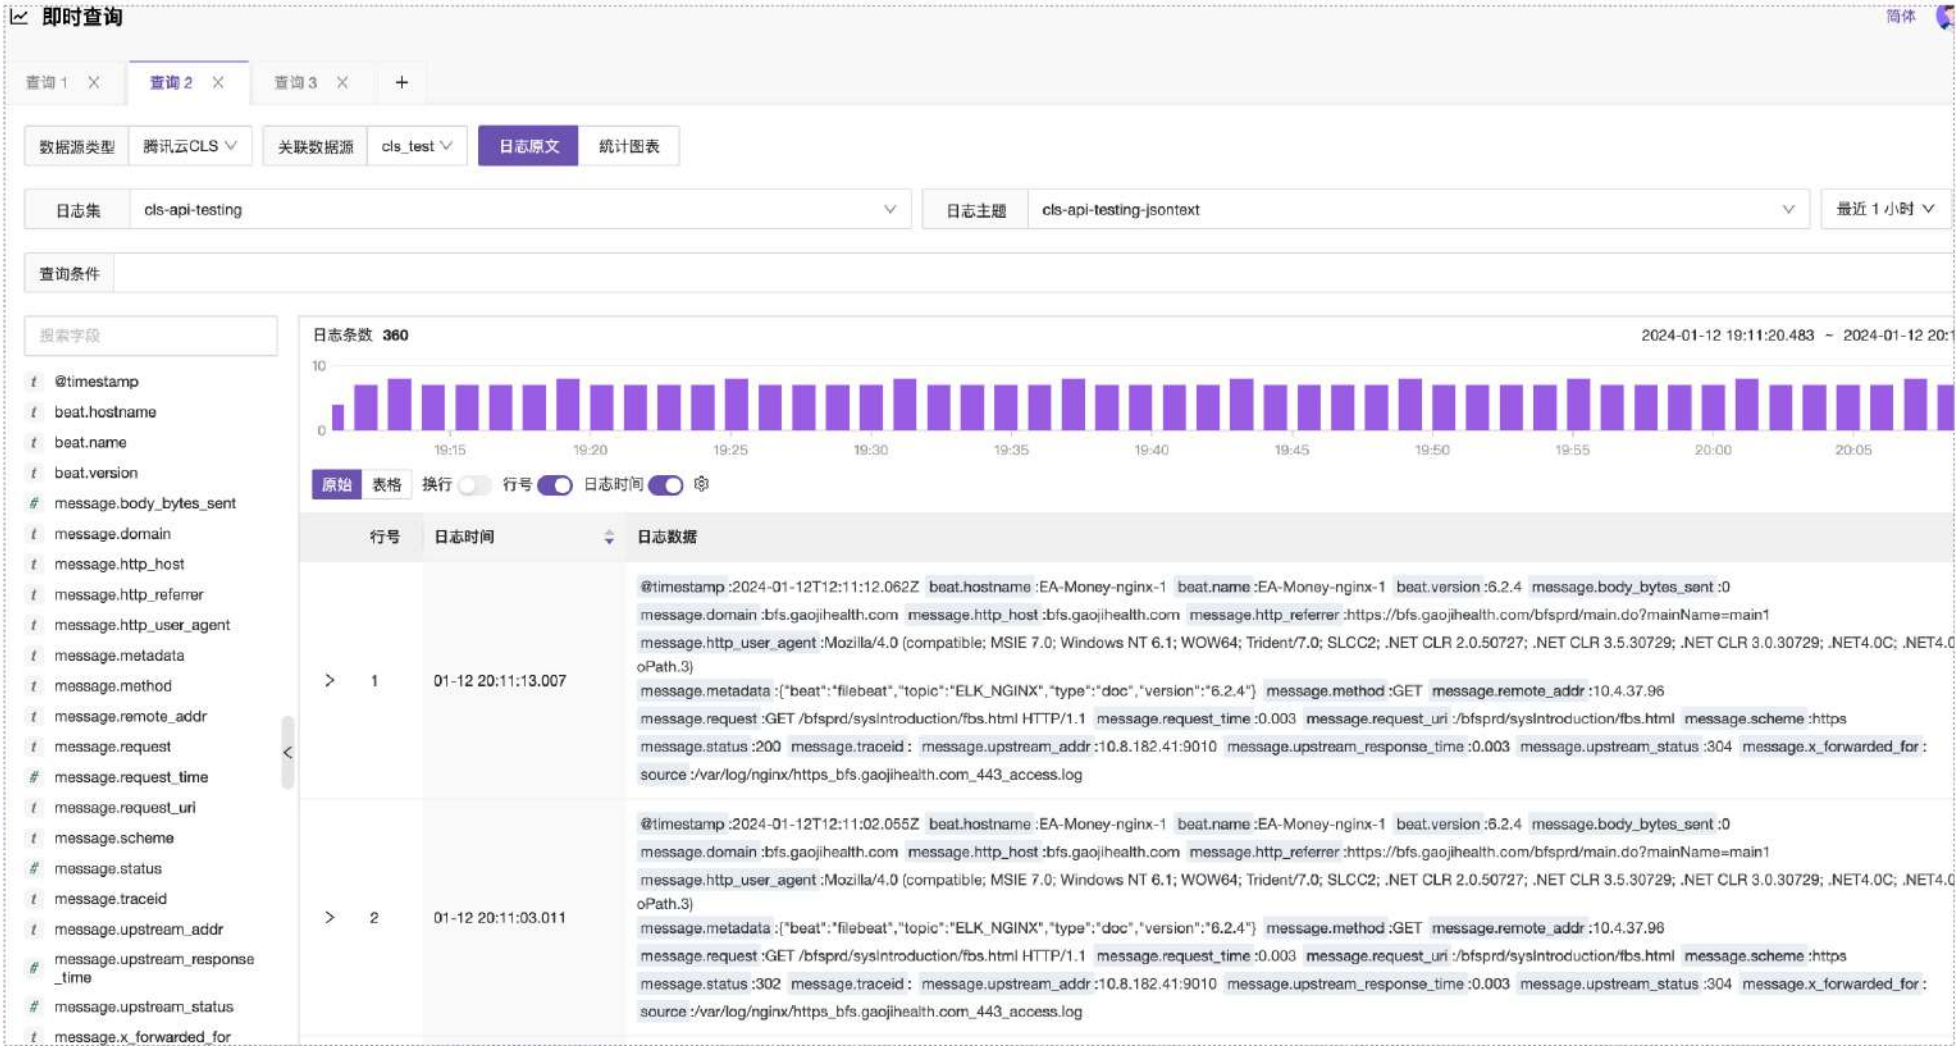 即时查询
简体
查询 1
查询 2
查询 3
+
数据源类型 腾讯云CLS 关联数据源 cls_test 日志原文 统计图表
日志集 cls-api-testing 日志主题 cls-api-testing-jsontext 最近 1 小时
查询条件
搜索字段
@timestamp
beat.hostname
beat.name
beat.version
message.body_bytes_sent
message.domain
message.http_host
message.http_referrer
message.http_user_agent
message.metadata
message.method
message.remote_addr
message.request
message.request_time
message.request_uri
message.scheme
message.status
message.traceid
message.upstream_addr
message.upstream_response
_time
message.upstream_status
message.x_forwarded_for
日志条数 360
2024-01-12 19:11:20.483 ~ 2024-01-12 20:1
10
0
19:15 19:20 19:25 19:30 19:35 19:40 19:45 19:50 19:55 20:00 20:05
原始 表格 换行 行号 日志时间
行号 日志时间 日志数据
1 01-12 20:11:13.007
@timestamp :2024-01-12T12:11:12.062Z beat.hostname :EA-Money-nginx-1 beat.name :EA-Money-nginx-1 beat.version :6.2.4 message.body_bytes_sent :0
message.domain :bfs.gaojihealth.com message.http_host :bfs.gaojihealth.com message.http_referrer :https://bfs.gaojihealth.com/bfsprd/main.do?mainName=main1
message.http_user_agent :Mozilla/4.0 (compatible; MSIE 7.0; Windows NT 6.1; WOW64; Trident/7.0; SLCC2; .NET CLR 2.0.50727; .NET CLR 3.5.30729; .NET CLR 3.0.30729; .NET4.0C; .NET4.0
oPath.3)
message.metadata :{"beat":"filebeat","topic":"ELK_NGINX","type":"doc","version":"6.2.4"} message.method :GET message.remote_addr :10.4.37.96
message.request :GET /bfsprd/sysIntroduction/fbs.html HTTP/1.1 message.request_time :0.003 message.request_uri :/bfsprd/sysIntroduction/fbs.html message.scheme :https
message.status :200 message.traceid : message.upstream_addr :10.8.182.41:9010 message.upstream_response_time :0.003 message.upstream_status :304 message.x_forwarded_for :
source :/var/log/nginx/https_bfs.gaojihealth.com_443_access.log
2 01-12 20:11:03.011
@timestamp :2024-01-12T12:11:02.055Z beat.hostname :EA-Money-nginx-1 beat.name :EA-Money-nginx-1 beat.version :6.2.4 message.body_bytes_sent :0
message.domain :bfs.gaojihealth.com message.http_host :bfs.gaojihealth.com message.http_referrer :https://bfs.gaojihealth.com/bfsprd/main.do?mainName=main1
message.http_user_agent :Mozilla/4.0 (compatible; MSIE 7.0; Windows NT 6.1; WOW64; Trident/7.0; SLCC2; .NET CLR 2.0.50727; .NET CLR 3.5.30729; .NET CLR 3.0.30729; .NET4.0C; .NET4.0
oPath.3)
message.metadata :{"beat":"filebeat","topic":"ELK_NGINX","type":"doc","version":"6.2.4"} message.method :GET message.remote_addr :10.4.37.96
message.request :GET /bfsprd/sysIntroduction/fbs.html HTTP/1.1 message.request_time :0.003 message.request_uri :/bfsprd/sysIntroduction/fbs.html message.scheme :https
message.status :302 message.traceid : message.upstream_addr :10.8.182.41:9010 message.upstream_response_time :0.003 message.upstream_status :304 message.x_forwarded_for :
source :/var/log/nginx/https_bfs.gaojihealth.com_443_access.log